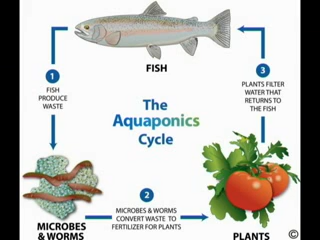 FISH
1
FISH
PRODUCE
WASTE
The
Aquaponics
Cycle
3
PLANTS FILTER
WATER THAT
RETURNS TO
THE FISH
2
MICROBES & WORMS
CONVERT WASTE TO
FERTILIZER FOR PLANTS
MICROBES
& WORMS
PLANTS
©